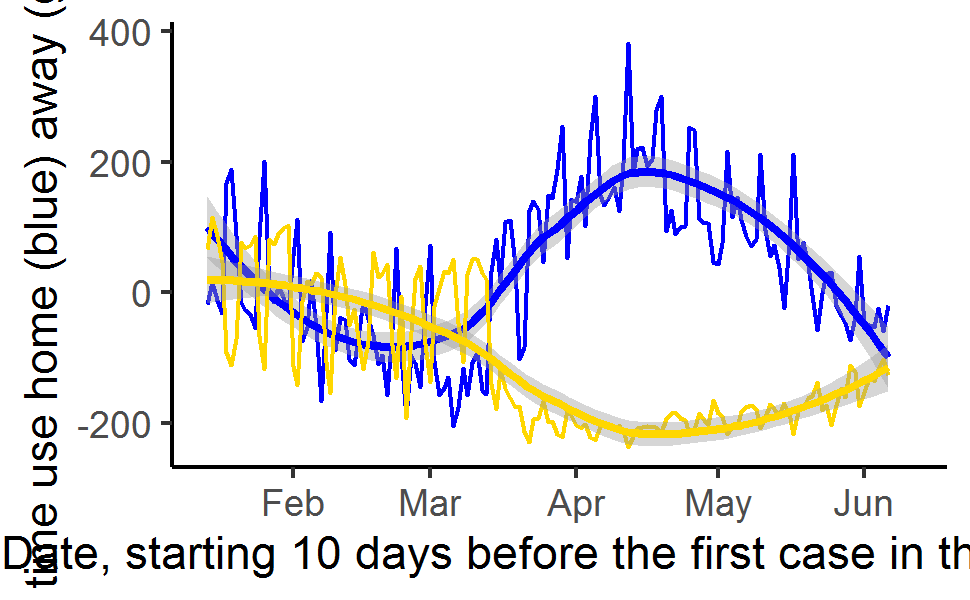 time use home (blue) away (
400
200
0
-200
Feb Mar Apr May Jun
Date, starting 10 days before the first case in th